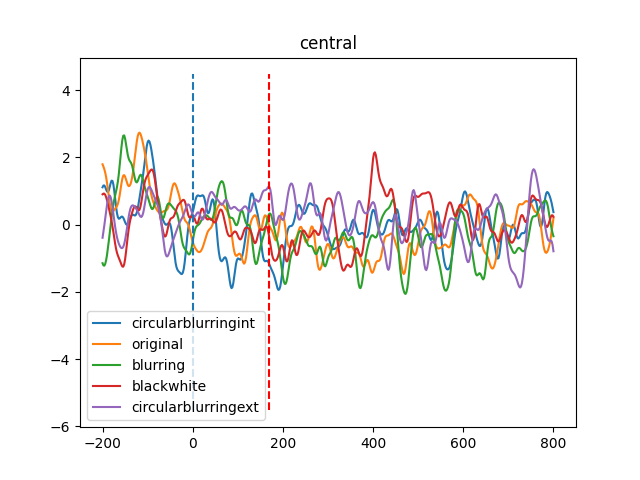 central
4
2
0
−2
−4
−6
circularblurringint
original
blurring
blackwhite
circularblurringext
−200 0 200 400 600 800